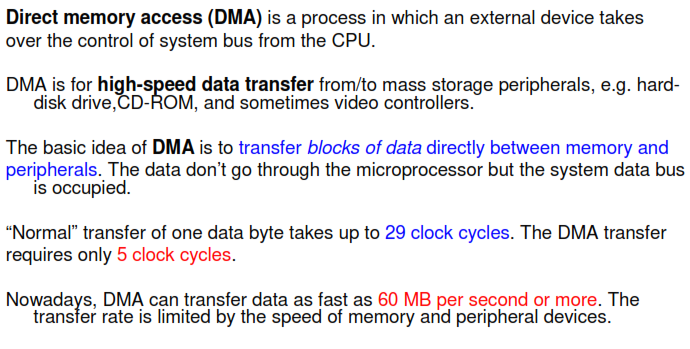 Direct memory access (DMA) is a process in which an external device takes
over the control of system bus from the CPU.
DMA is for high-speed data transfer from/to mass storage peripherals, e.g. hard-
disk drive,CD-ROM, and sometimes video controllers.
The basic idea of DMA is to transfer blocks of data directly between memory and
peripherals. The data don't go through the microprocessor but the system data bus
is occupied.
“Normal” transfer of one data byte takes up to 29 clock cycles. The DMA transfer
requires only 5 clock cycles.
Nowadays, DMA can transfer data as fast as 60 MB per second or more. The
transfer rate is limited by the speed of memory and peripheral devices.